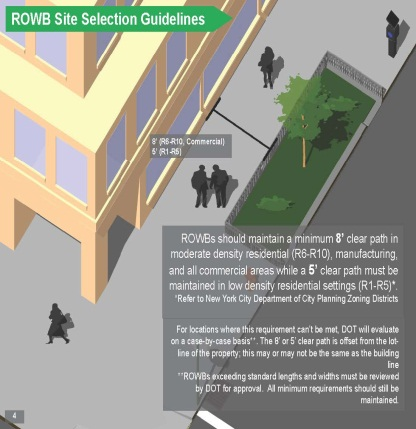 ROWB Site Selection Guidelines
8' (R6-R10, Commercial)
5' (R1-R5)
ROWBs should maintain a minimum 8' clear path in
moderate density residential (R6-R10), manufacturing,
and all commercial areas while a 5' clear path must be
maintained in low density residential settings (R1-R5)*.
*Refer to New York City Department of City Planning Zoning Districts
For locations where this requirement can't be met, DOT will evaluate
on a case-by-case basis**. The 8' or 5' clear path is offset from the lot-
line of the property; this may or may not be the same as the building
line
**ROWBs exceeding standard lengths and widths must be reviewed
by DOT for approval. All minimum requirements should still be
maintained.
4